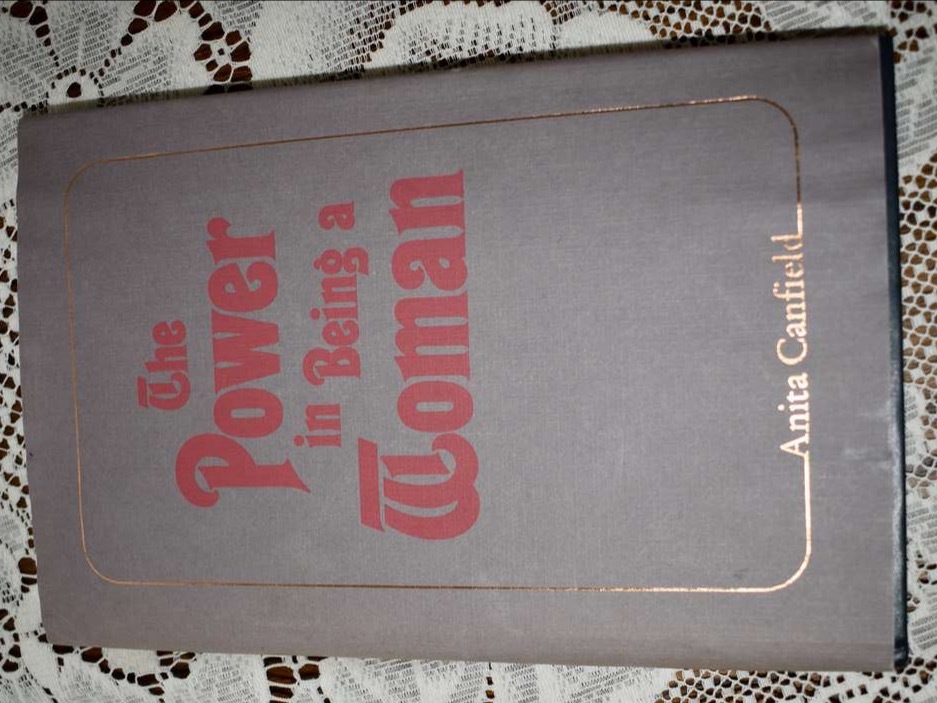 The
Power
in Being a
Woman
Anita Canfield